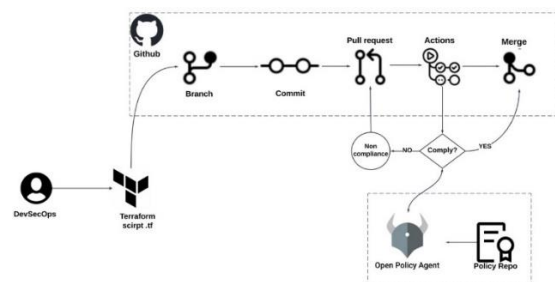 Github
Pull request
Actions
Merge
Branch
Commit
Non
compliance
NO
Comply?
YES
DevSecOps
Terraform
scirpt .tf
Open Policy Agent
Policy Repo